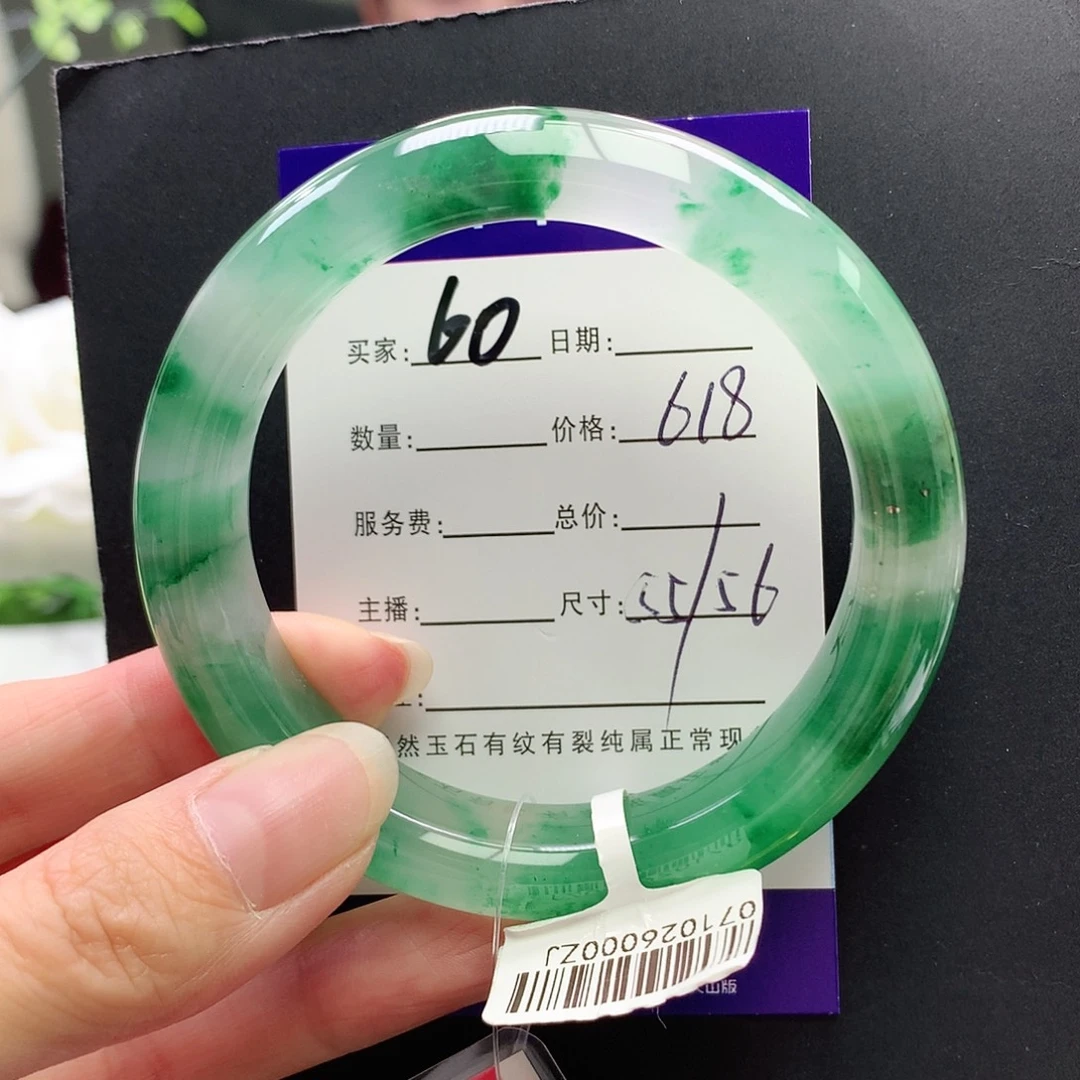 买家: 60 日期:
数量: 价格: 618
服务费: 总价:
主播: 尺寸: 55/56
然玉石有纹有裂纯属正常现
071026000ZJ